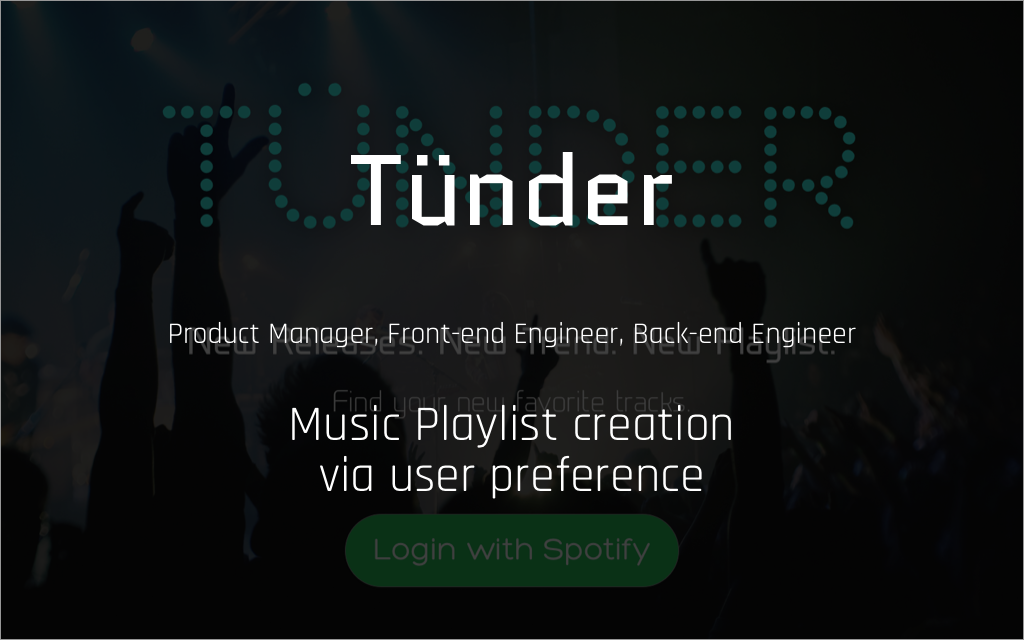 TÜNDER
Tünder
Product Manager, Front-end Engineer, Back-end Engineer
New Releases. New Trend. New Playlist.
Find your new favorite tracks
Music Playlist creation
via user preference
Login with Spotify